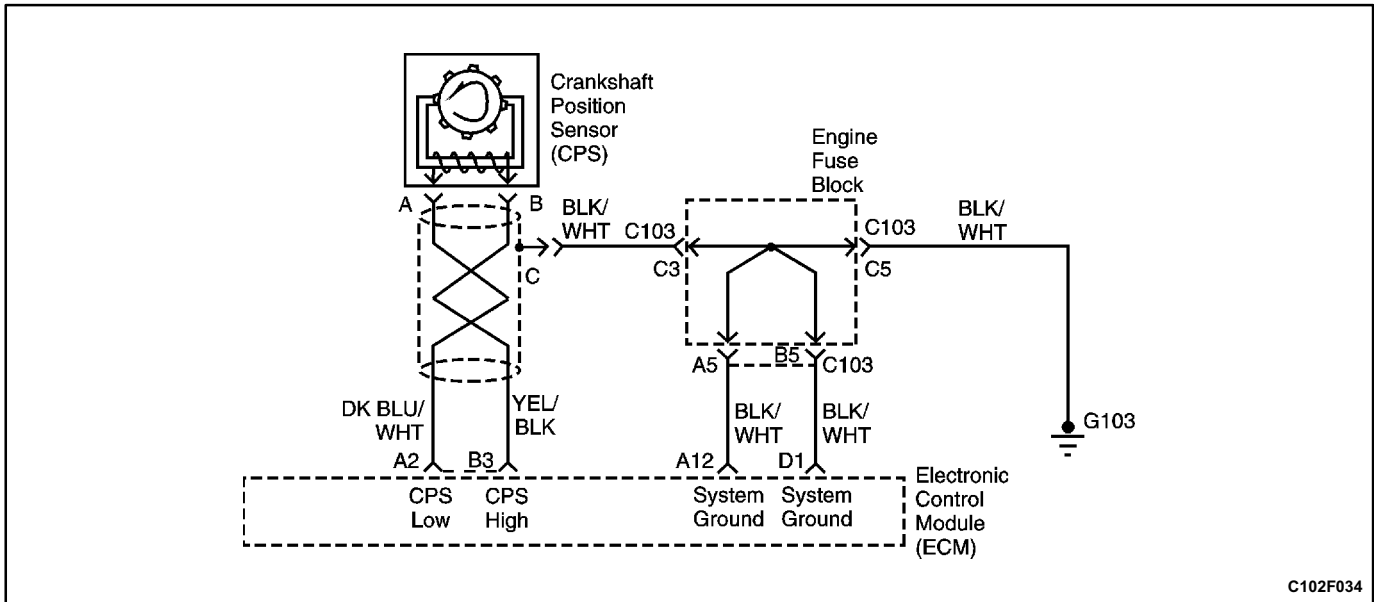 Crankshaft
Position
Sensor
(CPS)
Engine
Fuse
Block
A
B
BLK/
WHT
C103
C103
BLK/
WHT
C
C3
C5
A5
B5
C103
DK BLU/
WHT
YEL/
BLK
BLK/
WHT
BLK/
WHT
G103
A2
B3
A12
D1
CPS
Low
CPS
High
System
Ground
System
Ground
Electronic
Control
Module
(ECM)
C102F034